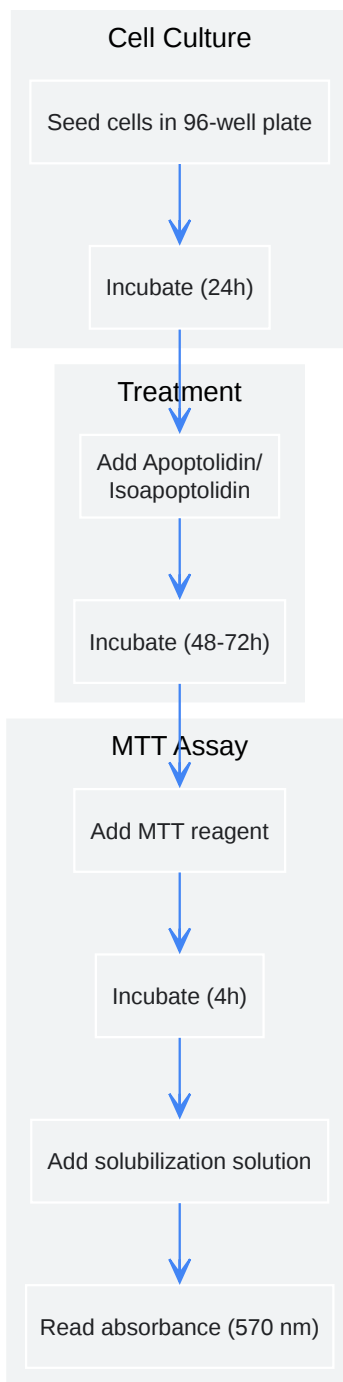 Cell Culture
Seed cells in 96-well plate
Incubate (24h)
Treatment
Add Apoptolidin/
Isoapoptolidin
Incubate (48-72h)
MTT Assay
Add MTT reagent
Incubate (4h)
Add solubilization solution
Read absorbance (570 nm)